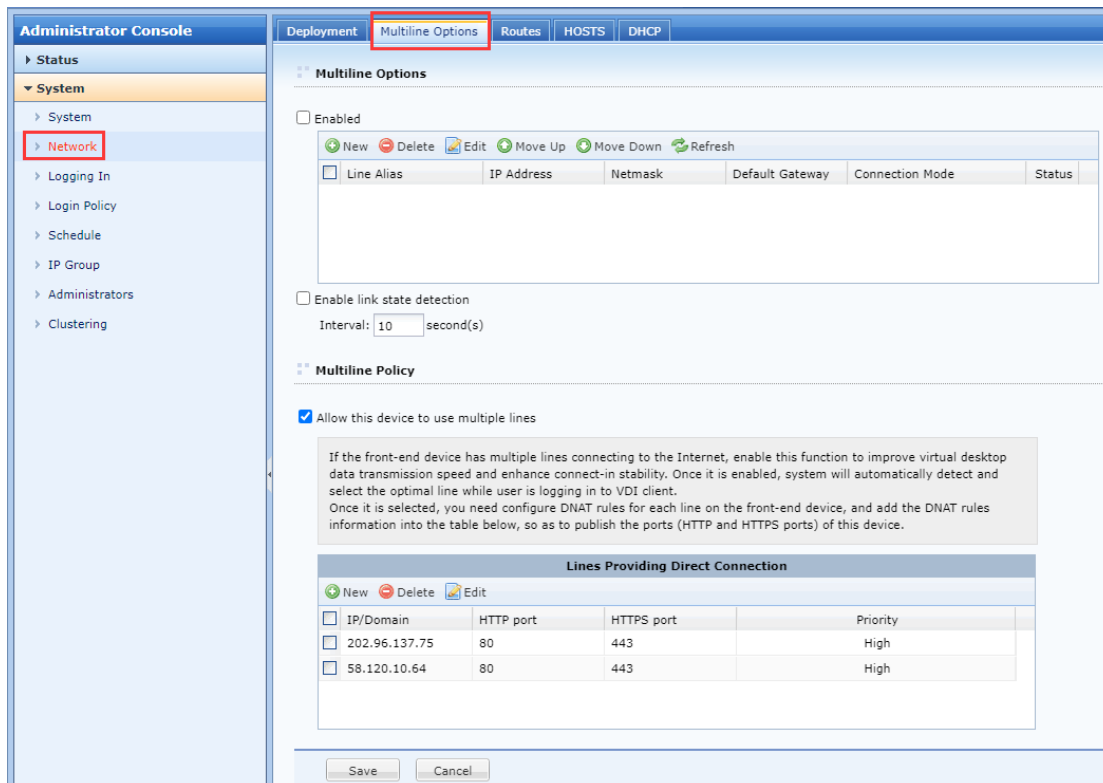 Administrator Console
Status
System
System
Network
Logging In
Login Policy
Schedule
IP Group
Administrators
Clustering
Deployment Multiline Options Routes HOSTS DHCP
Multiline Options
Enabled
New Delete Edit Move Up Move Down Refresh
Line Alias IP Address Netmask Default Gateway Connection Mode Status
Enable link state detection
Interval: 10 second(s)
Multiline Policy
Allow this device to use multiple lines
If the front-end device has multiple lines connecting to the Internet, enable this function to improve virtual desktop
data transmission speed and enhance connect-in stability. Once it is enabled, system will automatically detect and
select the optimal line while user is logging in to VDI client.
Once it is selected, you need configure DNAT rules for each line on the front-end device, and add the DNAT rules
information into the table below, so as to publish the ports (HTTP and HTTPS ports) of this device.
Lines Providing Direct Connection
New Delete Edit
IP/Domain HTTP port HTTPS port Priority
202.96.137.75 80 443 High
58.120.10.64 80 443 High
Save Cancel